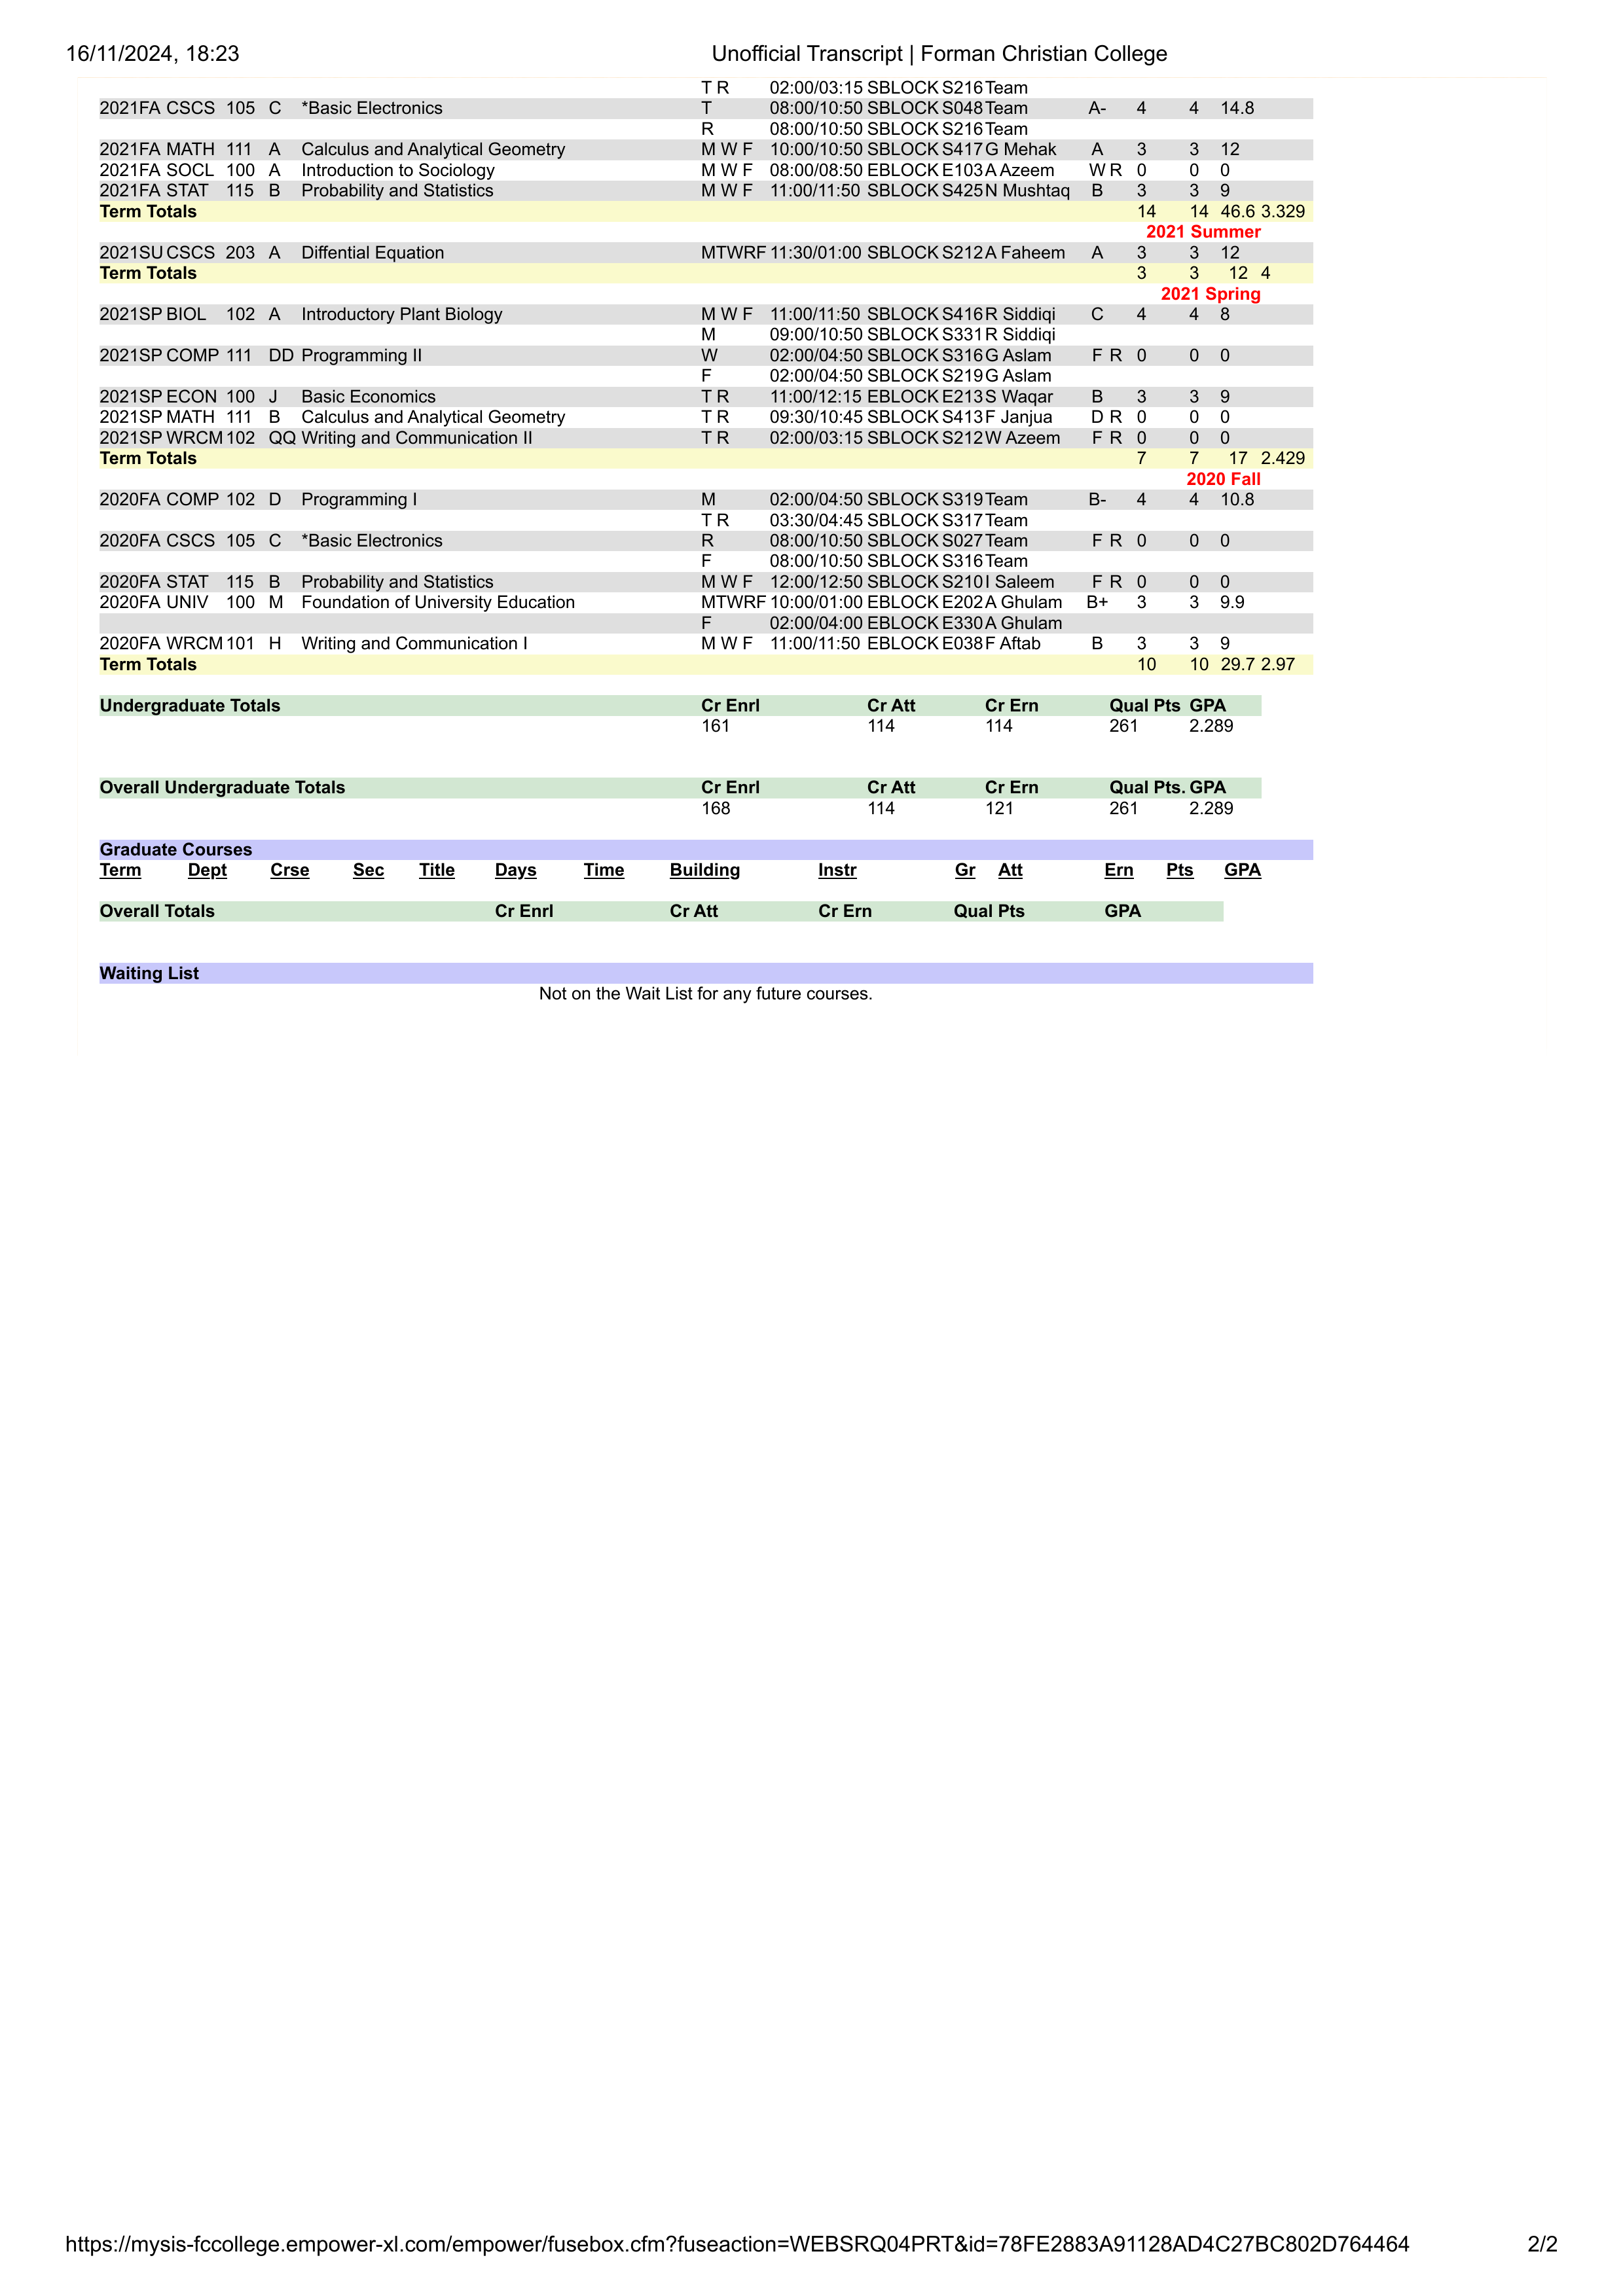 16/11/2024, 18:23 Unofficial Transcript | Forman Christian College
T R 02:00/03:15 SBLOCK S216 Team
2021FA CSCS 105 C *Basic Electronics T 08:00/10:50 SBLOCK S048 Team A- 4 4 14.8
R 08:00/10:50 SBLOCK S216 Team
2021FA MATH 111 A Calculus and Analytical Geometry M W F 10:00/10:50 SBLOCK S417 G Mehak A 3 3 12
2021FA SOCL 100 A Introduction to Sociology M W F 08:00/08:50 EBLOCK E103 A Azeem W R 0 0 0
2021FA STAT 115 B Probability and Statistics M W F 11:00/11:50 SBLOCK S425 N Mushtaq B 3 3 9
Term Totals 14 14 46.6 3.329
2021 Summer
2021SU CSCS 203 A Diffential Equation MTWRF 11:30/01:00 SBLOCK S212 A Faheem A 3 3 12
Term Totals 3 3 12 4
2021 Spring
2021SP BIOL 102 A Introductory Plant Biology M W F 11:00/11:50 SBLOCK S416 R Siddiqi C 4 4 8
M 09:00/10:50 SBLOCK S331 R Siddiqi
2021SP COMP 111 DD Programming II W 02:00/04:50 SBLOCK S316 G Aslam F R 0 0 0
F 02:00/04:50 SBLOCK S219 G Aslam
2021SP ECON 100 J Basic Economics T R 11:00/12:15 EBLOCK E213 S Waqar B 3 3 9
2021SP MATH 111 B Calculus and Analytical Geometry T R 09:30/10:45 SBLOCK S413 F Janjua D R 0 0 0
2021SP WRCM 102 QQ Writing and Communication II T R 02:00/03:15 SBLOCK S212 W Azeem F R 0 0 0
Term Totals 7 7 17 2.429
2020 Fall
2020FA COMP 102 D Programming I M 02:00/04:50 SBLOCK S319 Team B- 4 4 10.8
T R 03:30/04:45 SBLOCK S317 Team
2020FA CSCS 105 C *Basic Electronics R 08:00/10:50 SBLOCK S027 Team F R 0 0 0
F 08:00/10:50 SBLOCK S316 Team
2020FA STAT 115 B Probability and Statistics M W F 12:00/12:50 SBLOCK S210 I Saleem F R 0 0 0
2020FA UNIV 100 M Foundation of University Education MTWRF 10:00/01:00 EBLOCK E202 A Ghulam B+ 3 3 9.9
F 02:00/04:00 EBLOCK E330 A Ghulam
2020FA WRCM 101 H Writing and Communication I M W F 11:00/11:50 EBLOCK E038 F Aftab B 3 3 9
Term Totals 10 10 29.7 2.97
Undergraduate Totals Cr Enrl Cr Att Cr Ern Qual Pts GPA
161 114 114 261 2.289
Overall Undergraduate Totals Cr Enrl Cr Att Cr Ern Qual Pts. GPA
168 114 121 261 2.289
Graduate Courses
Term Dept Crse Sec Title Days Time Building Instr Gr Att Ern Pts GPA
Overall Totals Cr Enrl Cr Att Cr Ern Qual Pts GPA
Waiting List
Not on the Wait List for any future courses.
https://mysis-fccollege.empower-xl.com/empower/fusebox.cfm?fuseaction=WEBSRQ04PRT&id=78FE2883A91128AD4C27BC802D764464 2/2